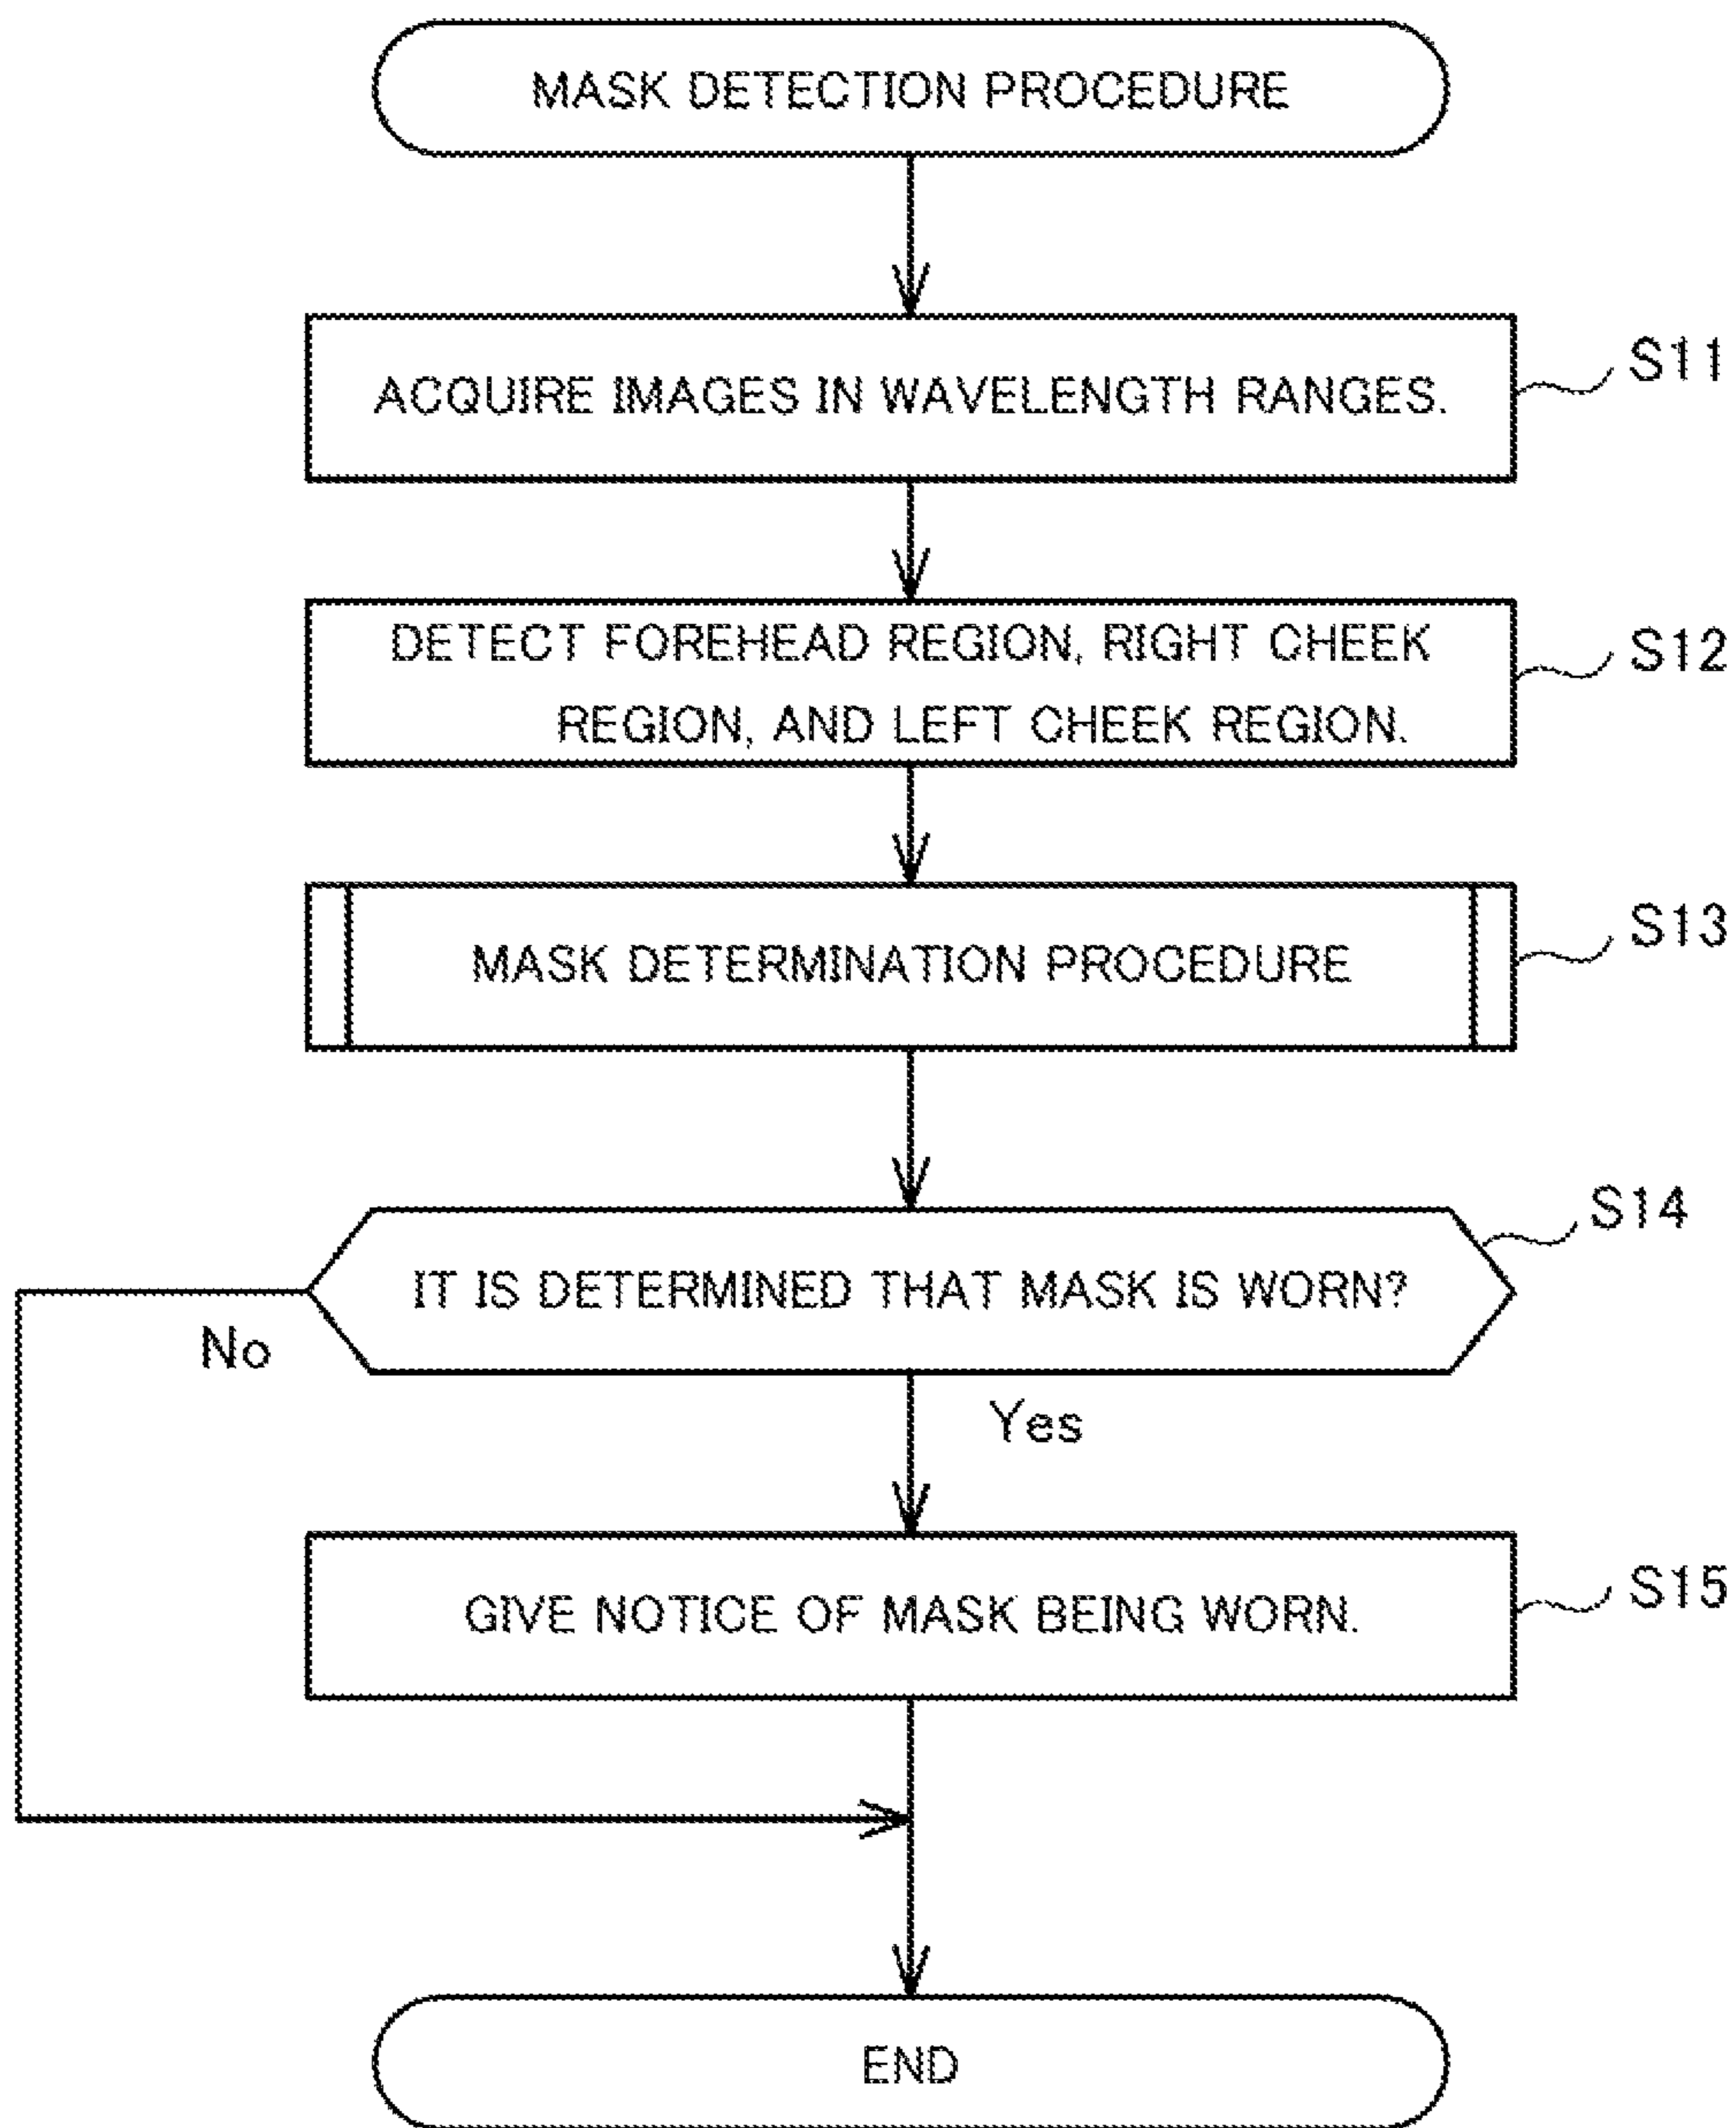 MASK DETECTION PROCEDURE
ACQUIRE IMAGES IN WAVELENGTH RANGES.
S11
DETECT FOREHEAD REGION, RIGHT CHEEK
REGION, AND LEFT CHEEK REGION.
S12
MASK DETERMINATION PROCEDURE
S13
IT IS DETERMINED THAT MASK IS WORN?
S14
No
Yes
GIVE NOTICE OF MASK BEING WORN.
S15
END